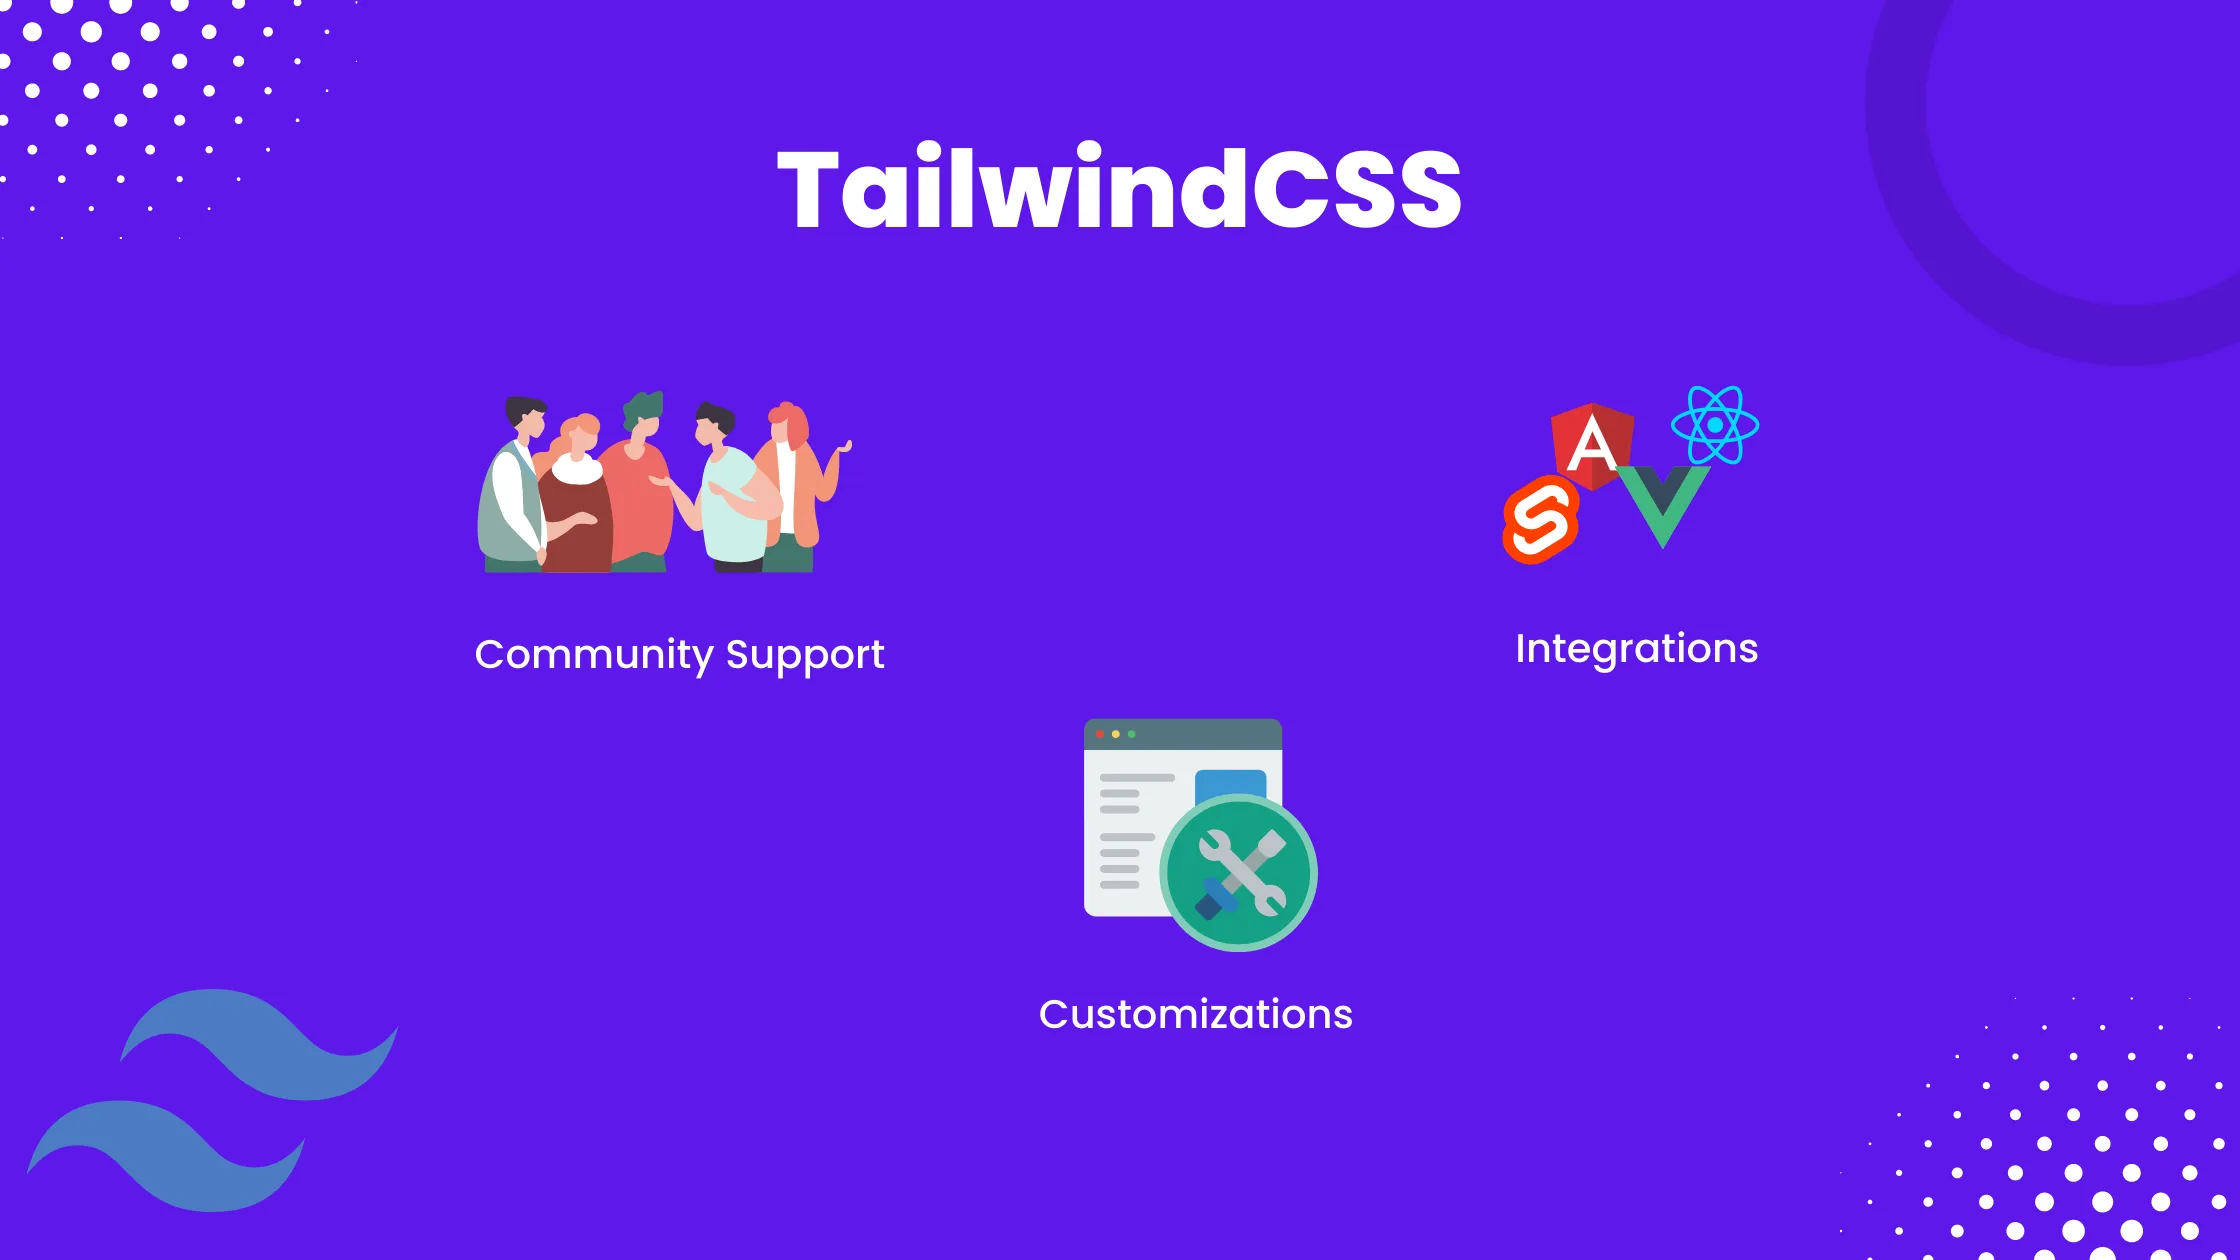 TailwindCSS
Community Support
Integrations
Customizations